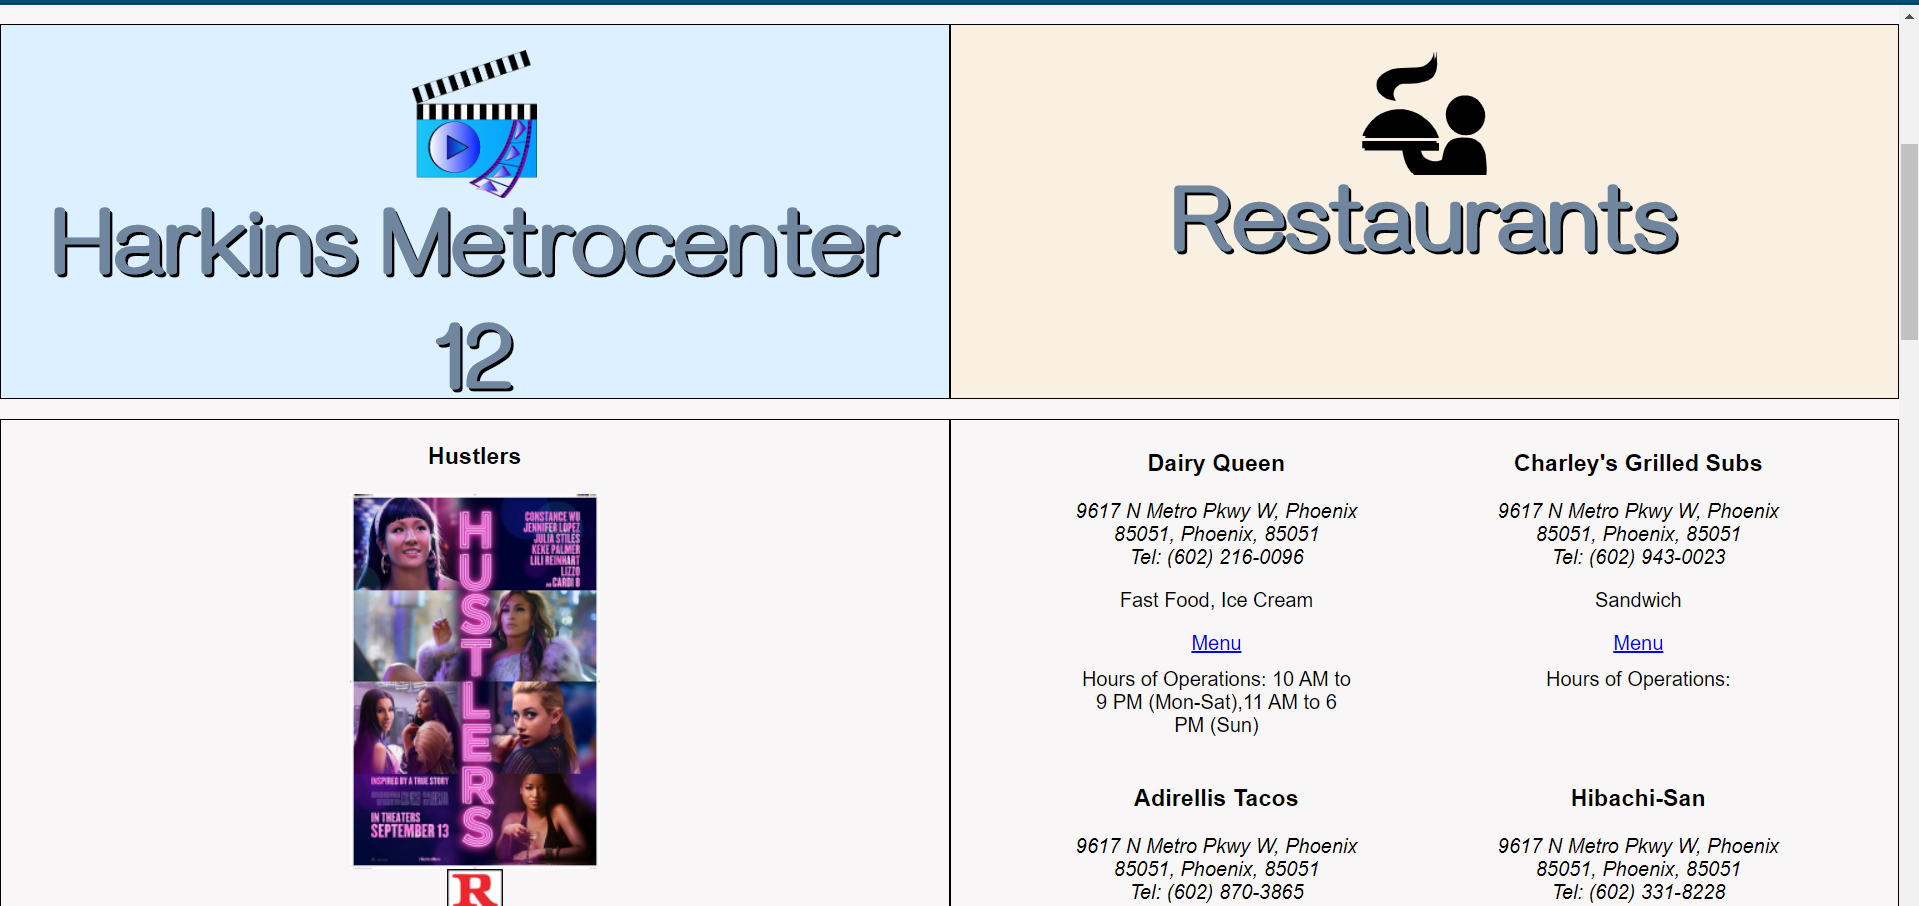 Harkins Metrocenter
12
Restaurants
Hustlers
CONSTANCE WU
JENNIFER LOPEZ
JULIA STILES
KEKE PALMER
LILI REINHART
LIZZO
AND CARDI B
HUSTLERS
INSPIRED BY A TRUE STORY
IN THEATERS
SEPTEMBER 13
R
Dairy Queen
9617 N Metro Pkwy W, Phoenix
85051, Phoenix, 85051
Tel: (602) 216-0096
Fast Food, Ice Cream
Menu
Hours of Operations: 10 AM to
9 PM (Mon-Sat),11 AM to 6
PM (Sun)
Charley's Grilled Subs
9617 N Metro Pkwy W, Phoenix
85051, Phoenix, 85051
Tel: (602) 943-0023
Sandwich
Menu
Hours of Operations:
Adirellis Tacos
9617 N Metro Pkwy W, Phoenix
85051, Phoenix, 85051
Tel: (602) 870-3865
Hibachi-San
9617 N Metro Pkwy W, Phoenix
85051, Phoenix, 85051
Tel: (602) 331-8228